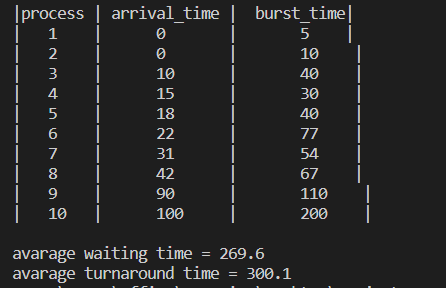 |process | arrival_time | burst_time|
| 1 | 0 | 5 |
| 2 | 0 | 10 |
| 3 | 10 | 40 |
| 4 | 15 | 30 |
| 5 | 18 | 40 |
| 6 | 22 | 77 |
| 7 | 31 | 54 |
| 8 | 42 | 67 |
| 9 | 90 | 110 |
| 10 | 100 | 200 |
avarage waiting time = 269.6
avarage turnaround time = 300.1